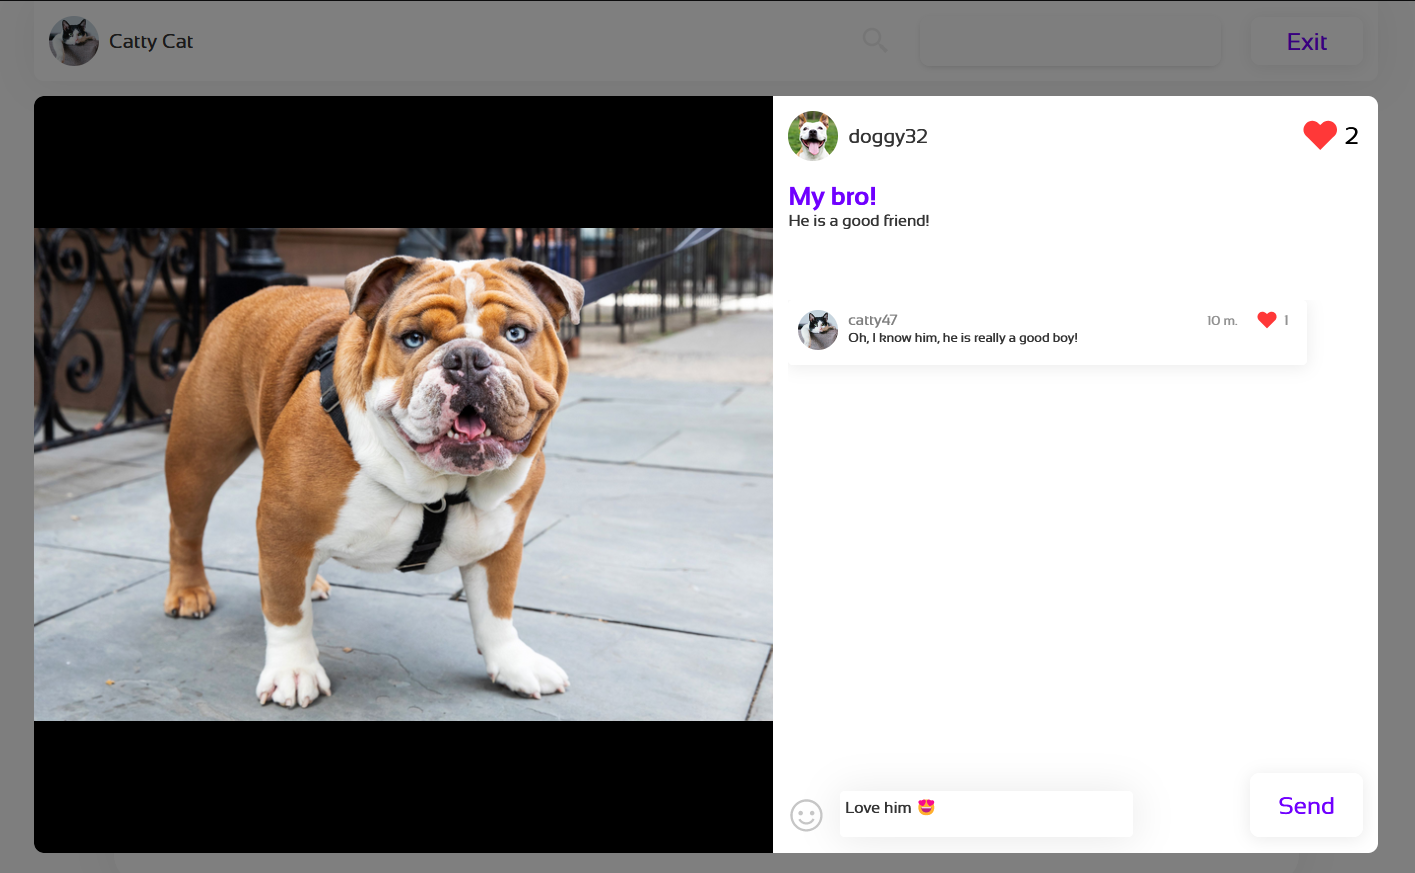 Catty Cat
Exit
doggy32
2
My bro!
He is a good friend!
catty47
10 m.
1
Oh, I know him, he is really a good boy!
Love him 😍
Send